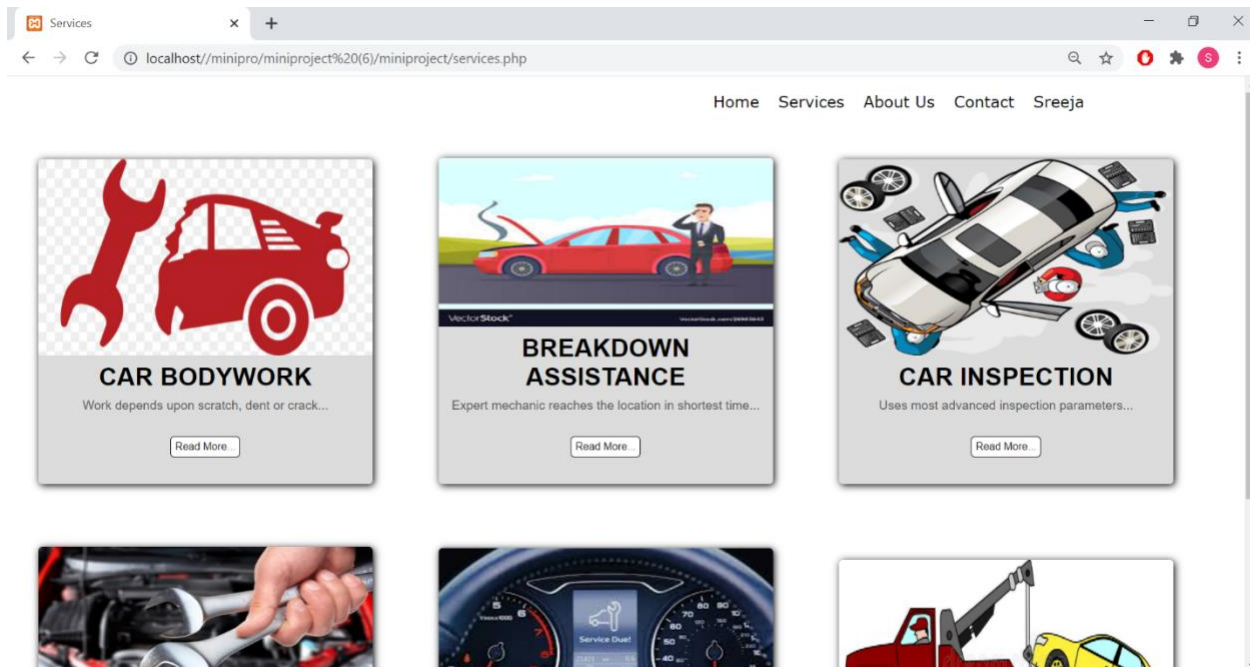 Services
localhost//minipro/miniproject%20(6)/miniproject/services.php
S
Home Services About Us Contact Sreeja
VectorStock®
CAR BODYWORK
Work depends upon scratch, dent or crack...
Read More...
BREAKDOWN
ASSISTANCE
Expert mechanic reaches the location in shortest time...
Read More...
CAR INSPECTION
Uses most advanced inspection parameters...
Read More...
Service Due!